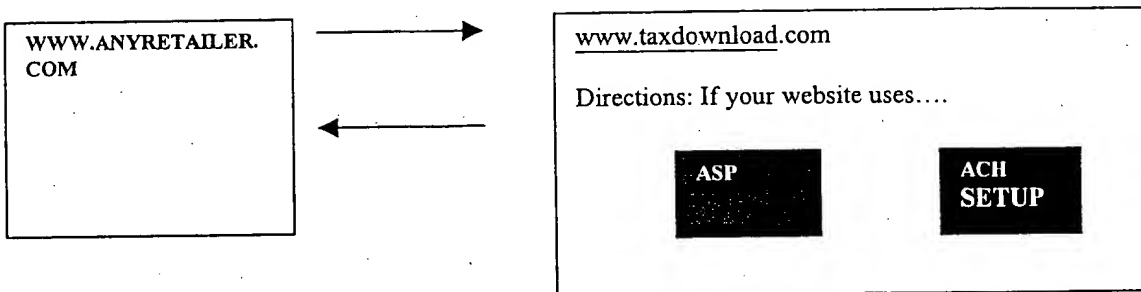 WWW.ANYRETAILER.
COM
www.taxdownload.com
Directions: If your website uses….
ASP
ACH
SETUP